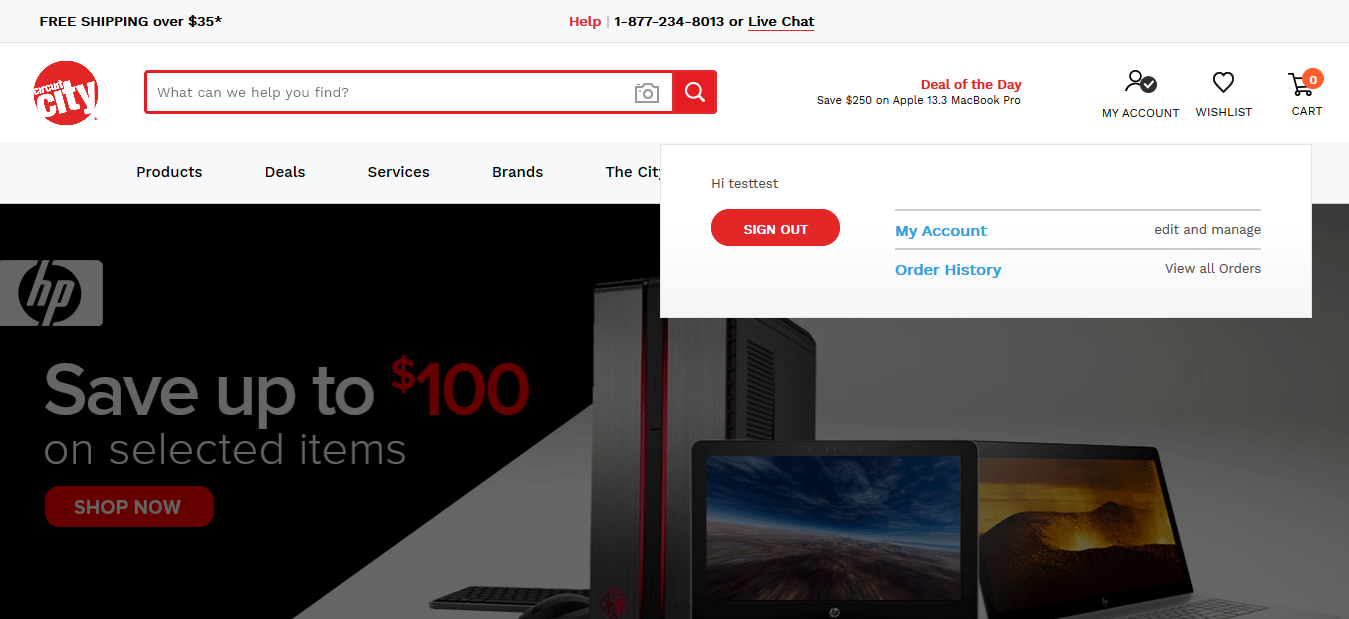 FREE SHIPPING over $35*
Help | 1-877-234-8013 or Live Chat
circuit
city
What can we help you find?
Deal of the Day
Save $250 on Apple 13.3 MacBook Pro
MY ACCOUNT
WISHLIST
0
CART
Products
Deals
Services
Brands
The City
Hi testtest
SIGN OUT
My Account
edit and manage
Order History
View all Orders
hp
Save up to $100
on selected items
SHOP NOW
hp